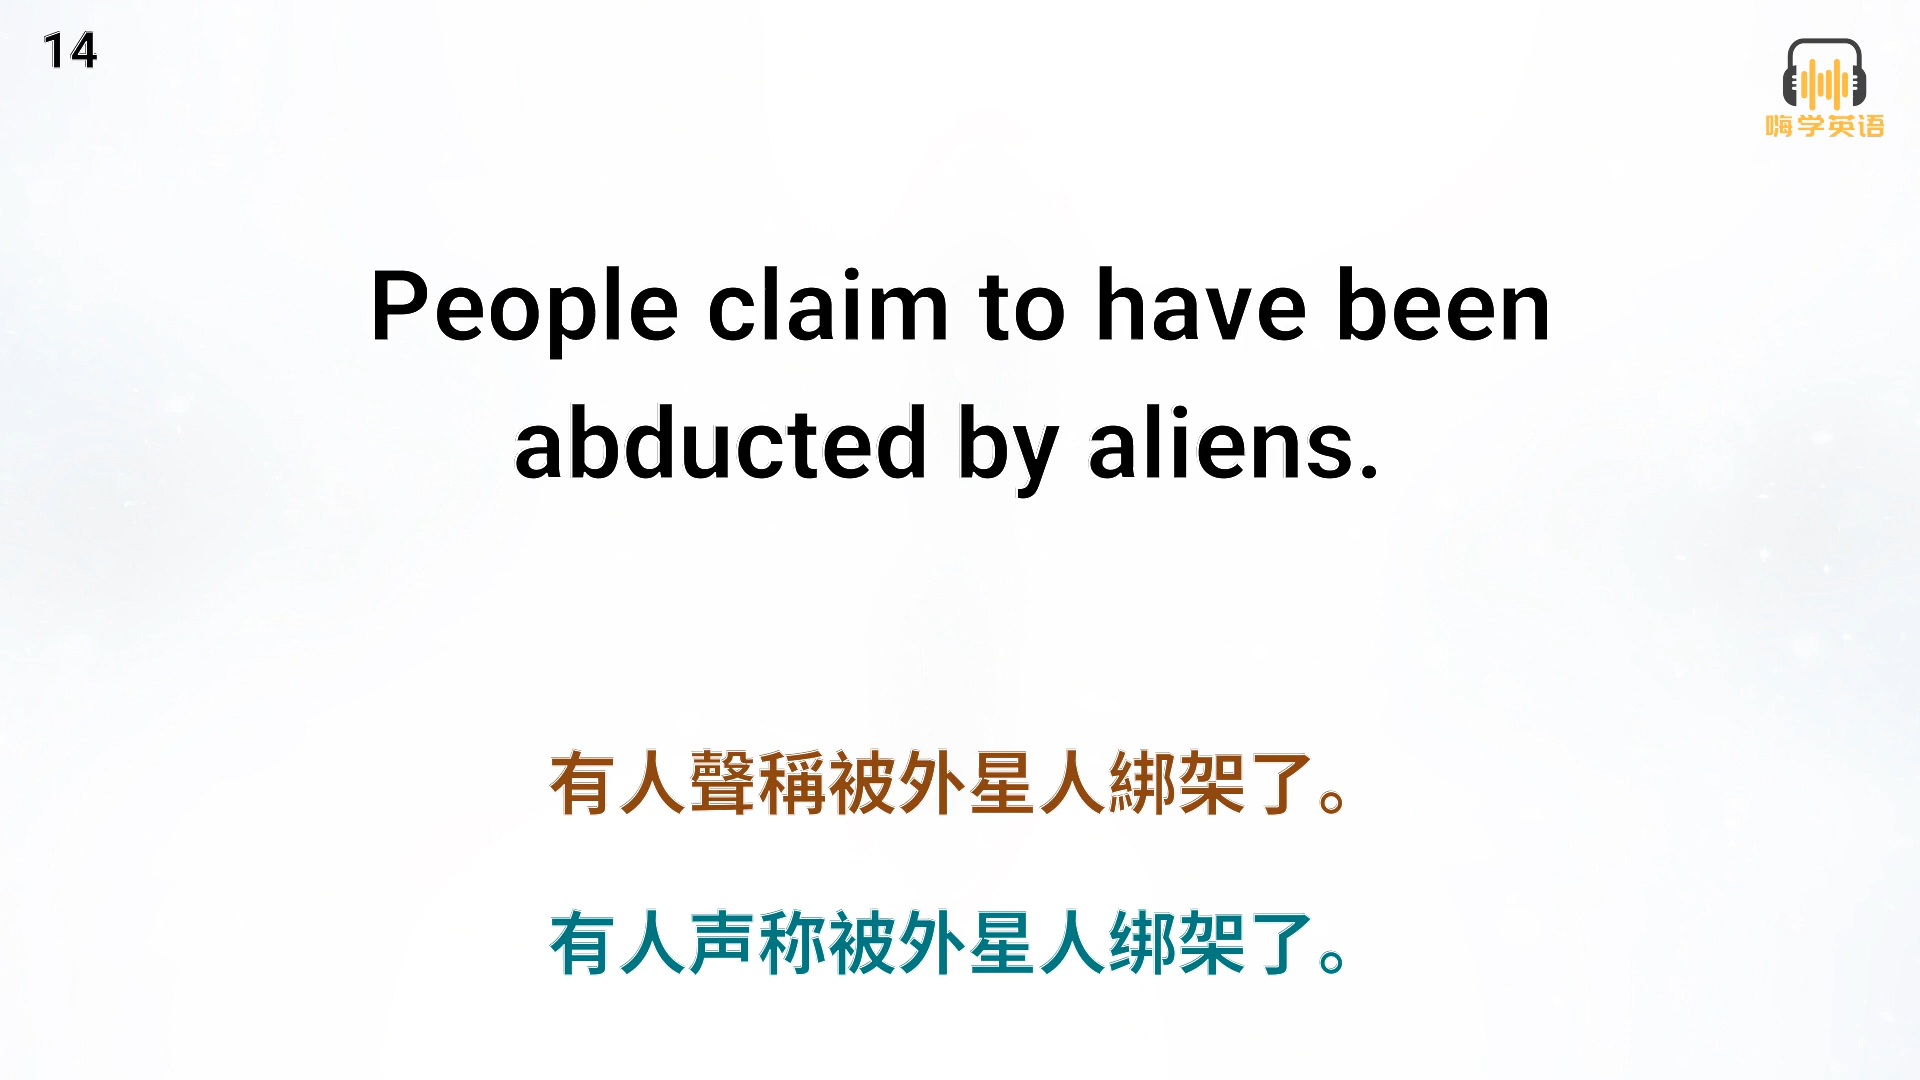 14
嗨学英语
People claim to have been
abducted by aliens.
有人聲稱被外星人綁架了。
有人声称被外星人绑架了。